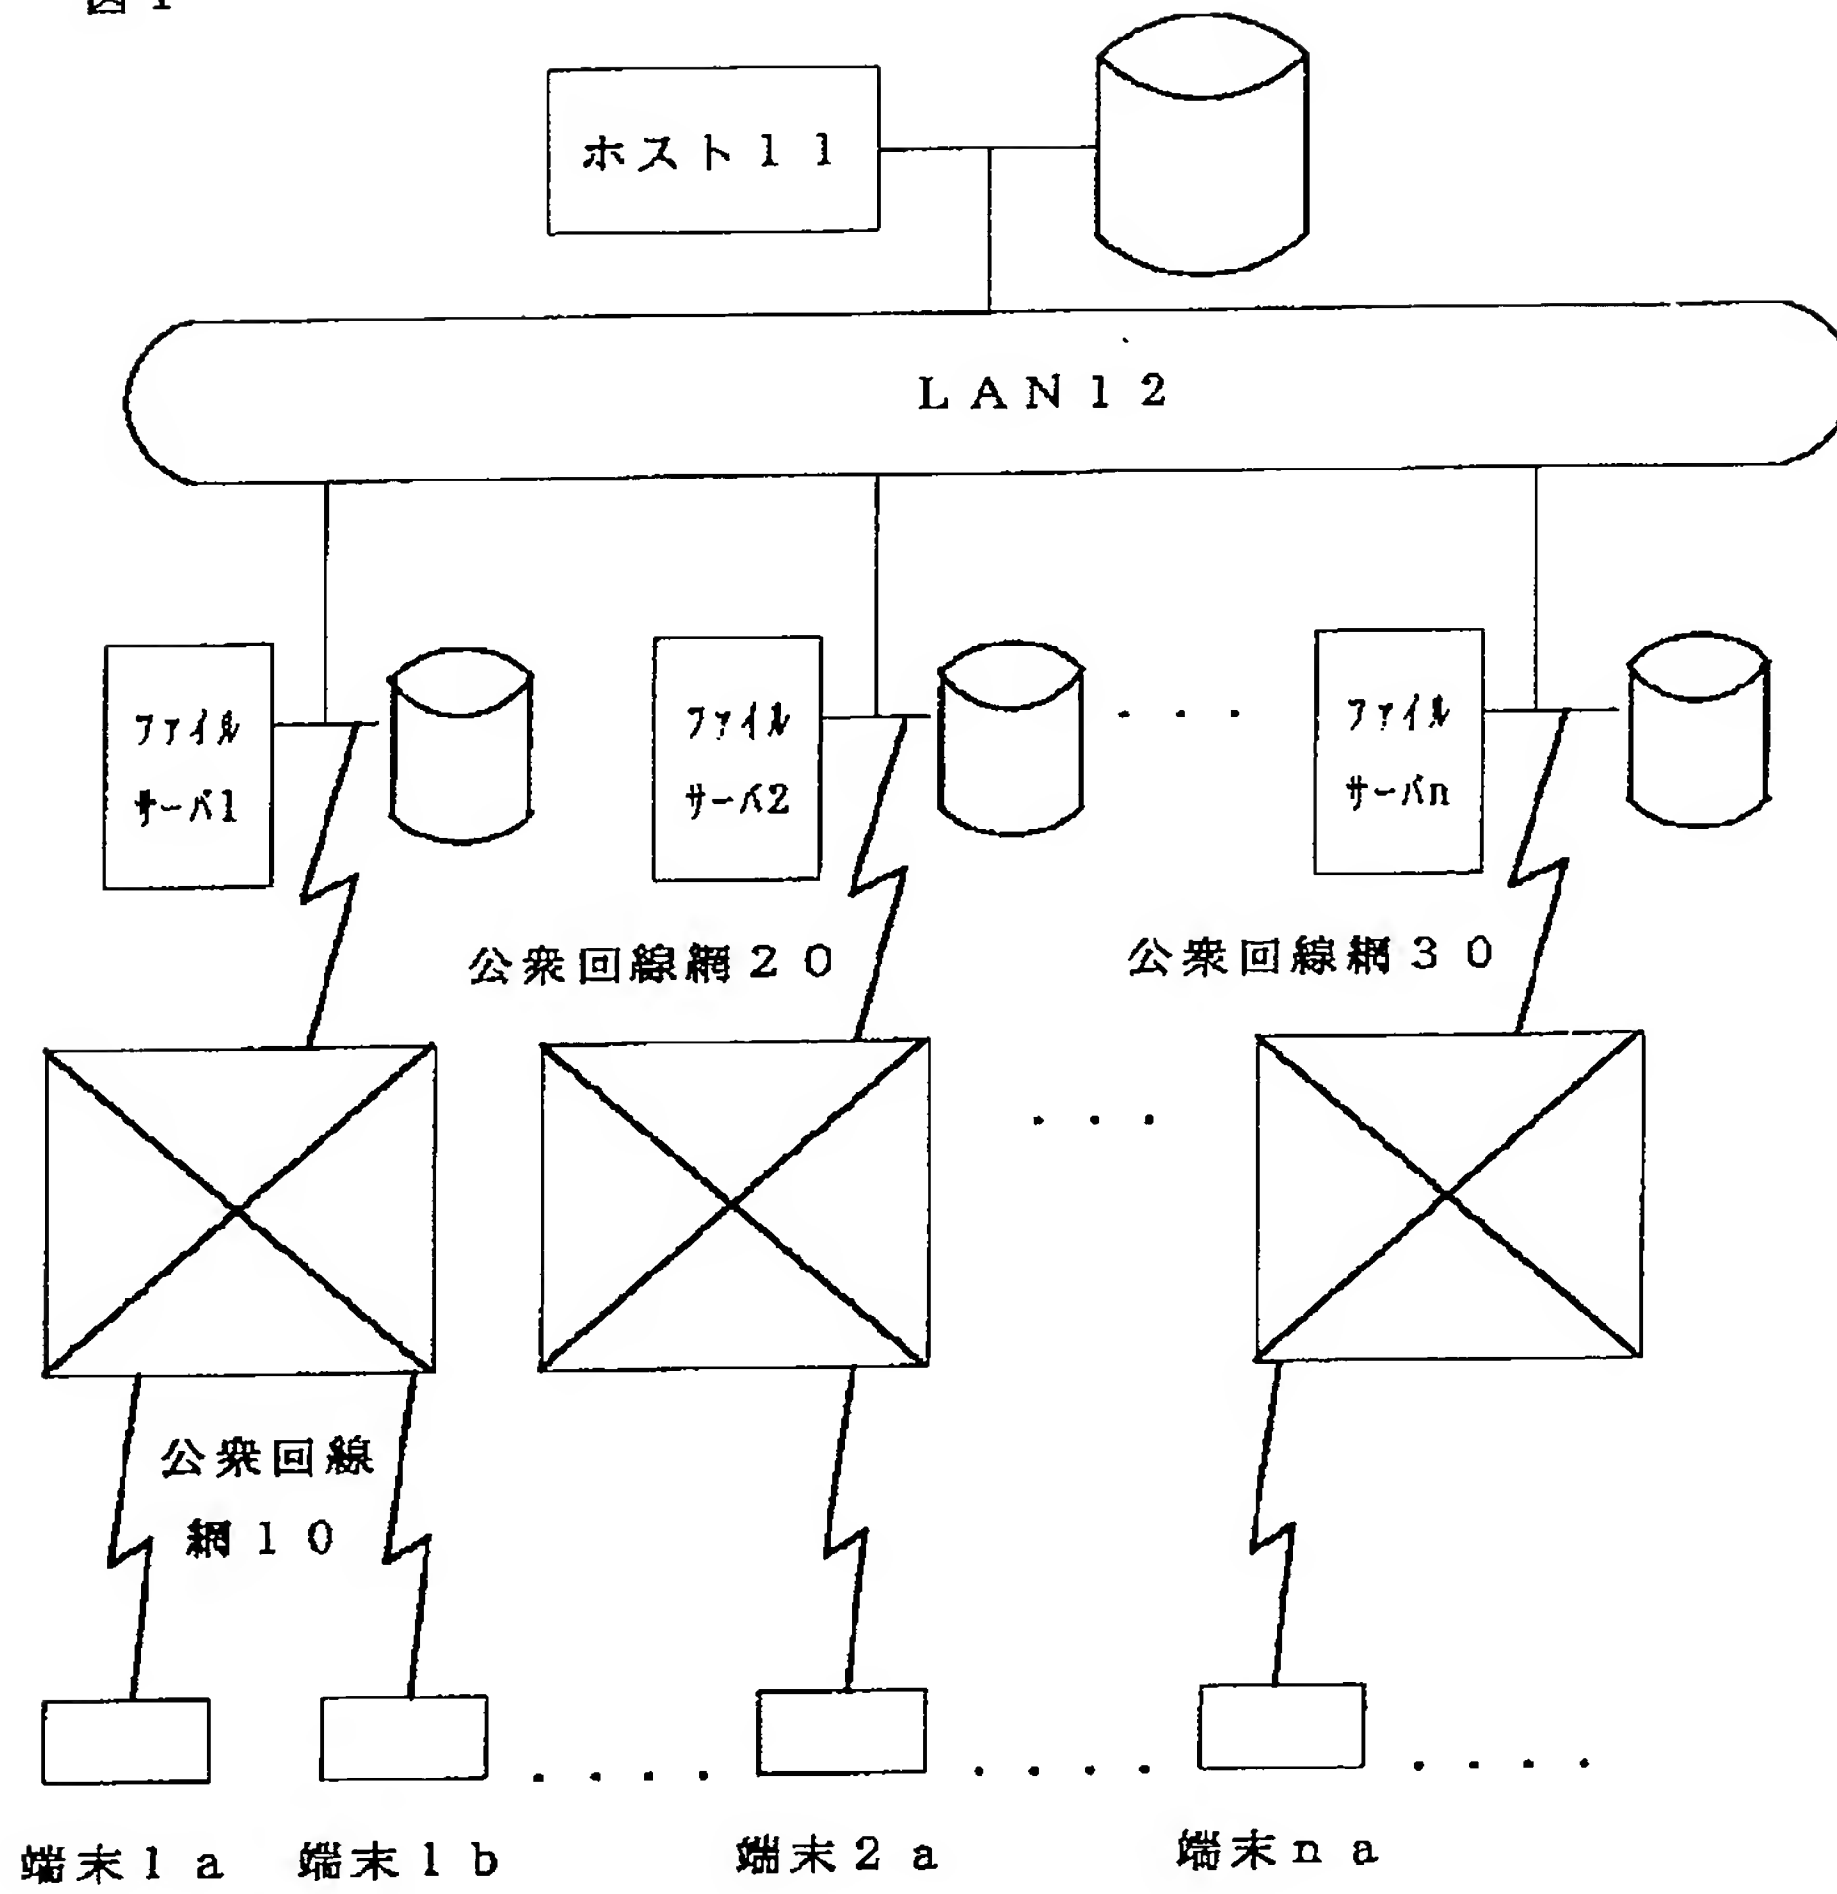 図1
ホスト11
LAN12
ファイル
サーバ1
ファイル
サーバ2
ファイル
サーバn
公衆回線網20
公衆回線網30
公衆回線
網10
端末1a
端末1b
端末2a
端末na